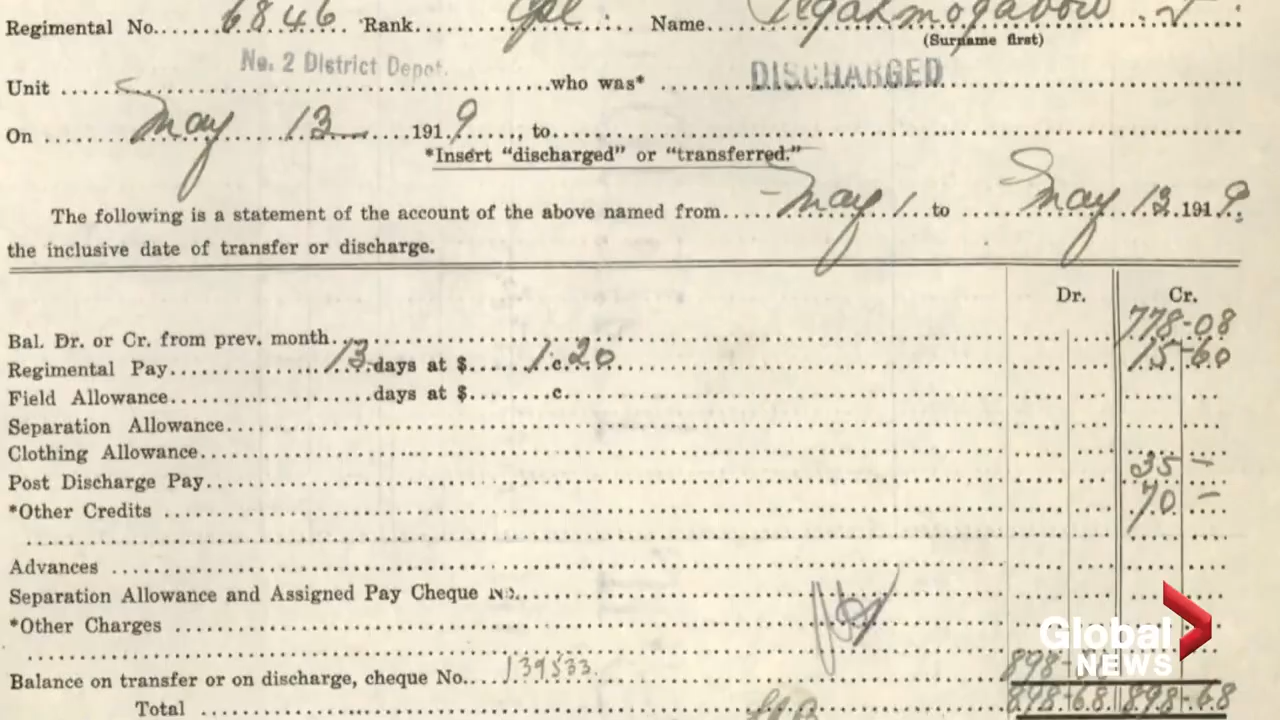 Regimental No. 6846 Rank Cpl. Name Pegahmagabow
(Surname first)
Unit No. 2 District Depot. who was* DISCHARGED
On May 13 1919, to
*Insert “discharged” or “transferred.”
The following is a statement of the account of the above named from May 1 to May 13 1919
the inclusive date of transfer or discharge.
Dr. Cr.
Bal. Dr. or Cr. from prev. month 778-08
Regimental Pay 13 days at $ 1 c. 20 15-60
Field Allowance days at $ c.
Separation Allowance
Clothing Allowance 35 -
Post Discharge Pay 70 -
*Other Credits
Advances
Separation Allowance and Assigned Pay Cheque No.
*Other Charges
Balance on transfer or on discharge, cheque No. 139533 898-
Total 898-68 898-68
Global NEWS